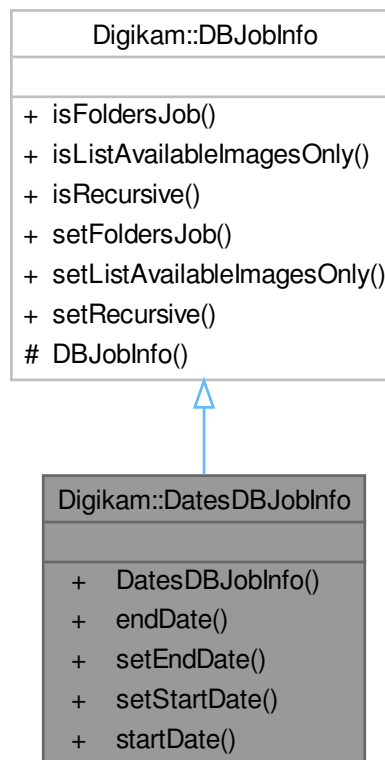 Digikam::DBJobInfo
+ isFoldersJob()
+ isListAvailableImagesOnly()
+ isRecursive()
+ setFoldersJob()
+ setListAvailableImagesOnly()
+ setRecursive()
# DBJobInfo()
Digikam::DatesDBJobInfo
+ DatesDBJobInfo()
+ endDate()
+ setEndDate()
+ setStartDate()
+ startDate()